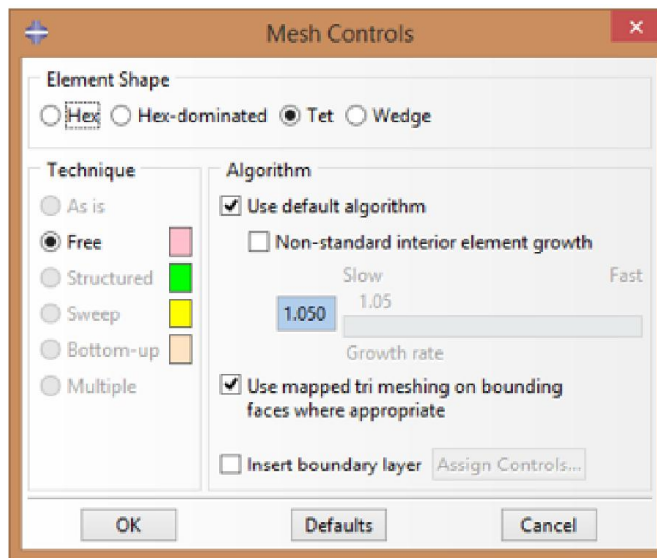 Mesh Controls
Element Shape
Hex Hex-dominated Tet Wedge
Technique
As is
Free
Structured
Sweep
Bottom-up
Multiple
Algorithm
Use default algorithm
Non-standard interior element growth
Slow Fast
1.050 1.05
Growth rate
Use mapped tri meshing on bounding
faces where appropriate
Insert boundary layer Assign Controls...
OK Defaults Cancel